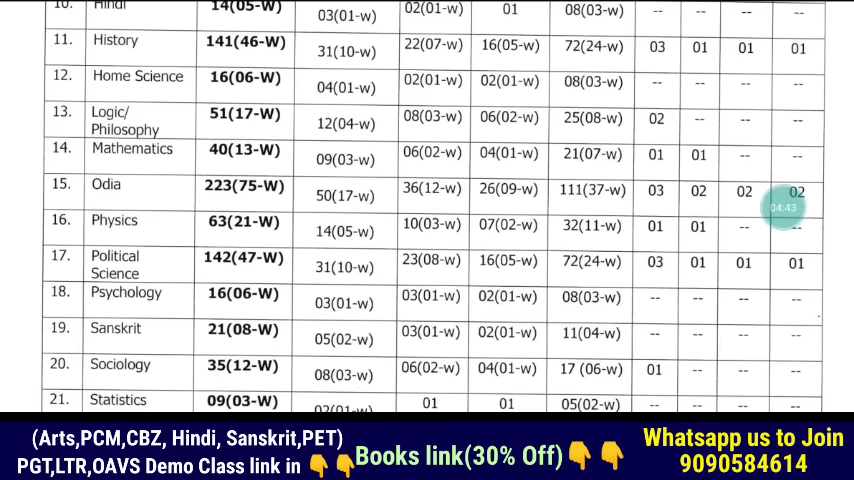 10. Hindi 14(05-W) 03(01-w) 02(01-w) 01 08(03-w) -- -- -- --
11. History 141(46-W) 31(10-w) 22(07-w) 16(05-w) 72(24-w) 03 01 01 01
12. Home Science 16(06-W) 04(01-w) 02(01-w) 02(01-w) 08(03-w) -- -- -- --
13. Logic/ 51(17-W) 12(04-w) 08(03-w) 06(02-w) 25(08-w) 02 -- -- --
Philosophy
14. Mathematics 40(13-W) 09(03-w) 06(02-w) 04(01-w) 21(07-w) 01 01 -- --
15. Odia 223(75-W) 50(17-w) 36(12-w) 26(09-w) 111(37-w) 03 02 02 02
04:43
16. Physics 63(21-W) 14(05-w) 10(03-w) 07(02-w) 32(11-w) 01 01 -- --
17. Political 142(47-W) 31(10-w) 23(08-w) 16(05-w) 72(24-w) 03 01 01 01
Science
18. Psychology 16(06-W) 03(01-w) 03(01-w) 02(01-w) 08(03-w) -- -- -- --
19. Sanskrit 21(08-W) 05(02-w) 03(01-w) 02(01-w) 11(04-w) -- -- -- --
20. Sociology 35(12-W) 08(03-w) 06(02-w) 04(01-w) 17 (06-w) 01 -- -- --
21. Statistics 09(03-W) 02(01-w) 01 01 05(02-w) -- -- -- --
(Arts,PCM,CBZ, Hindi, Sanskrit,PET)
PGT,LTR,OAVS Demo Class link in
Books link(30% Off)
Whatsapp us to Join
9090584614